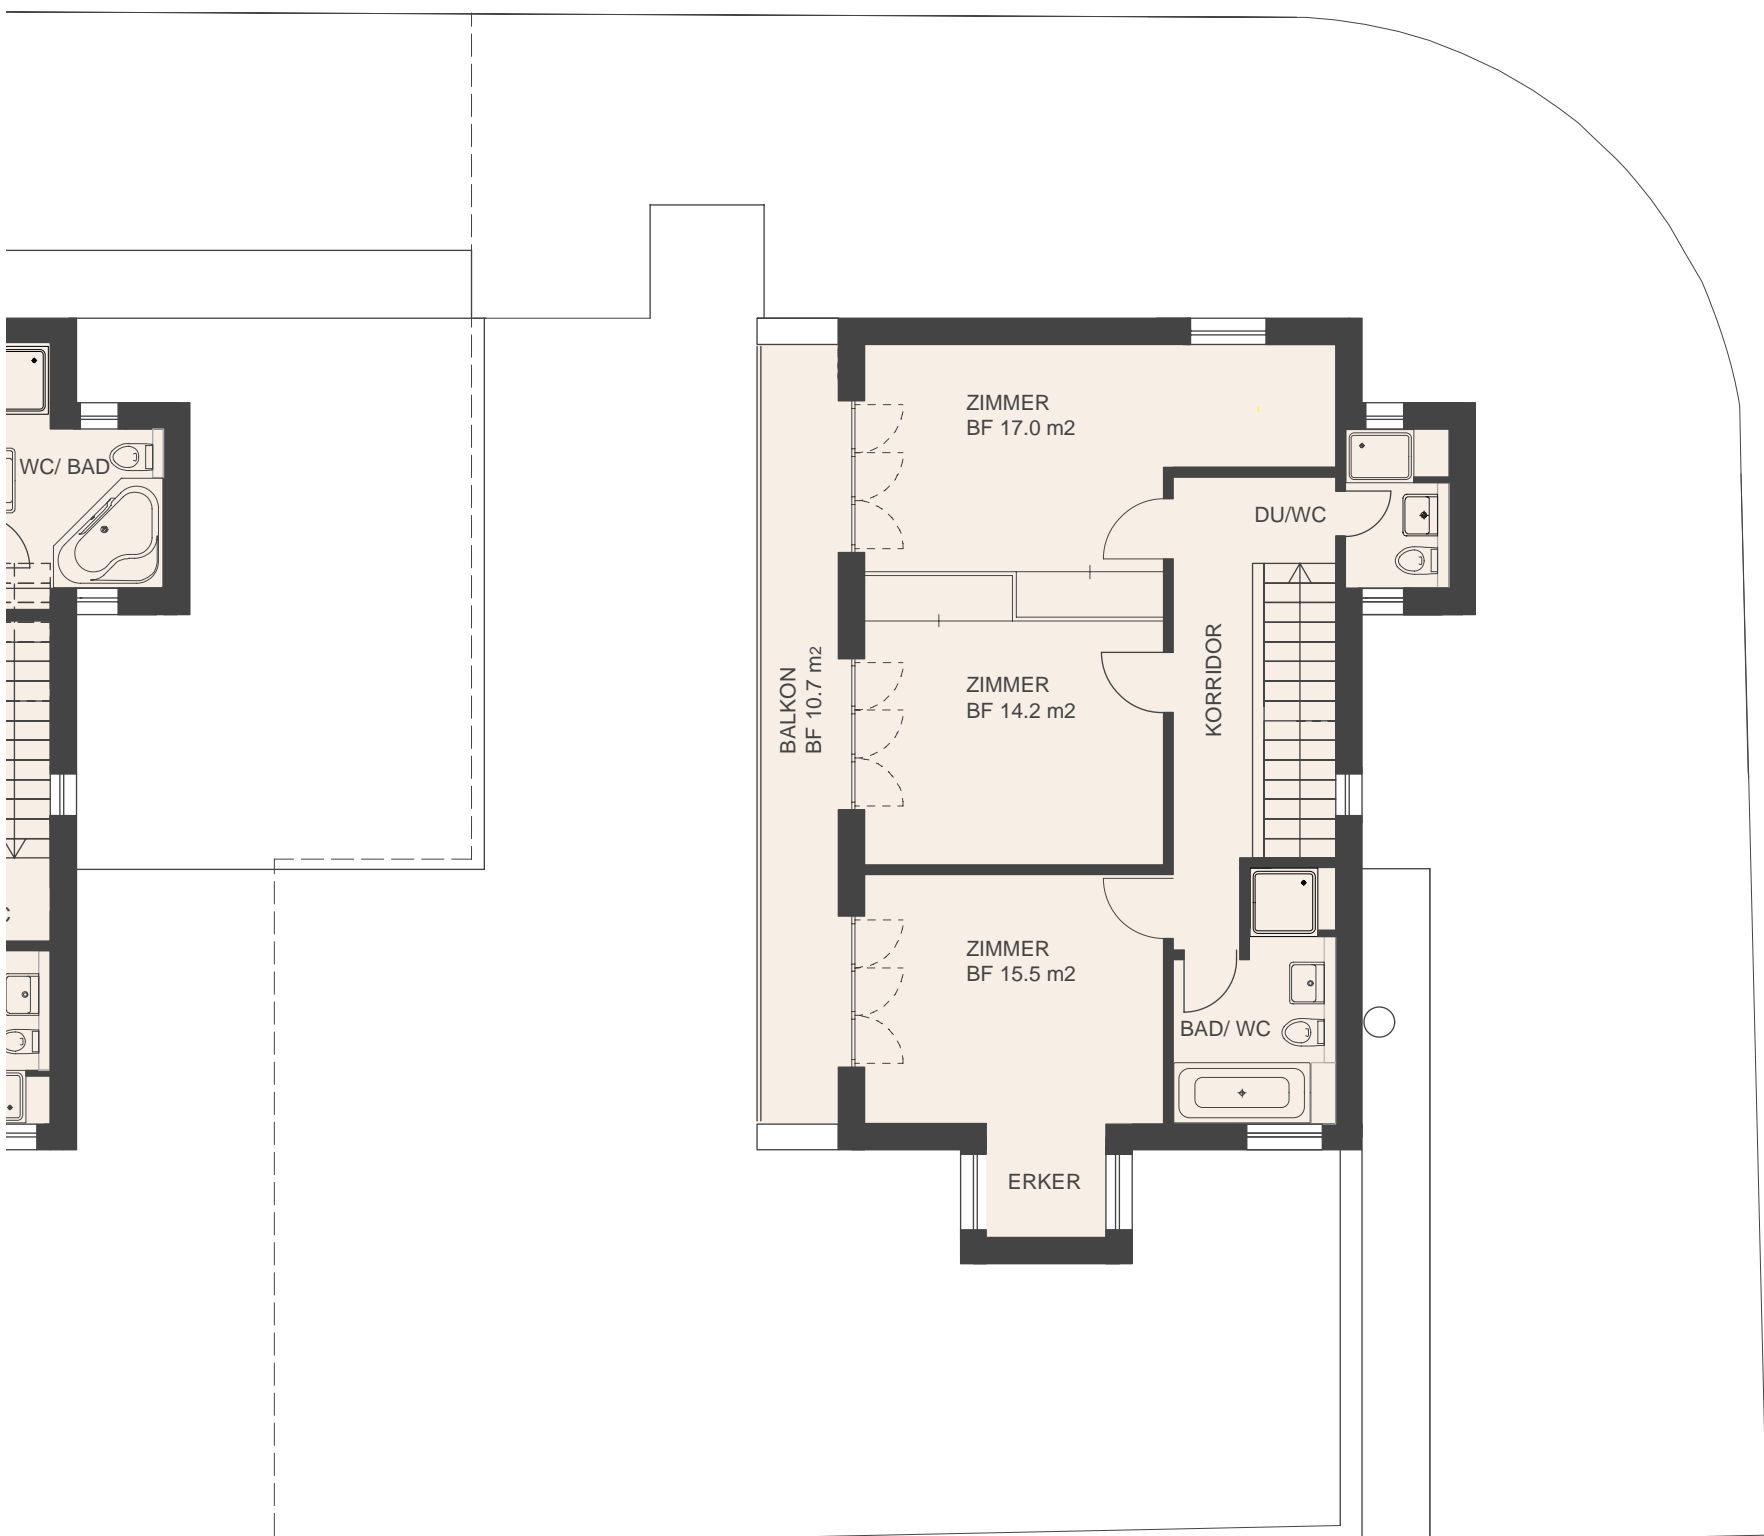 ZIMMER
BF 17.0 m2
WC/ BAD
DU/WC
KORRIDOR
BALKON
BF 10.7 m2
ZIMMER
BF 14.2 m2
ZIMMER
BF 15.5 m2
BAD/ WC
ERKER